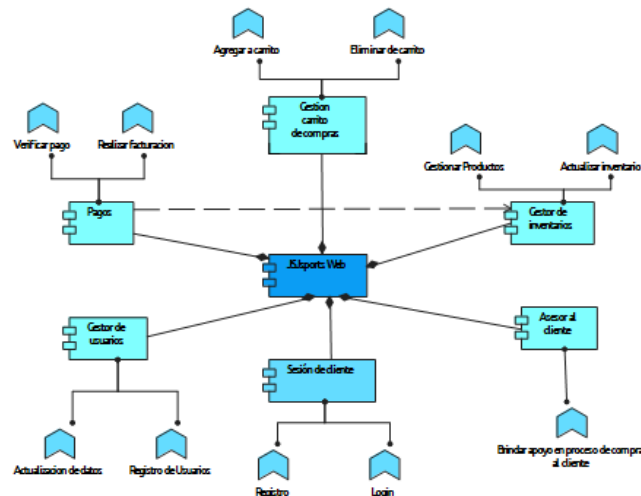 Agregar a carrito
Eliminar de carrito
Gestion
carrito
de compras
Verificar pago
Realizar facturacion
Gestionar Productos
Actualizar inventario
Pagos
Gestor de
inventarios
JSJsports Web
Gestor de
usuarios
Sesión de cliente
Asesor al
cliente
Actualizacion de datos
Registro de Usuarios
Registro
Login
Brindar apoyo en proceso de compra
al cliente